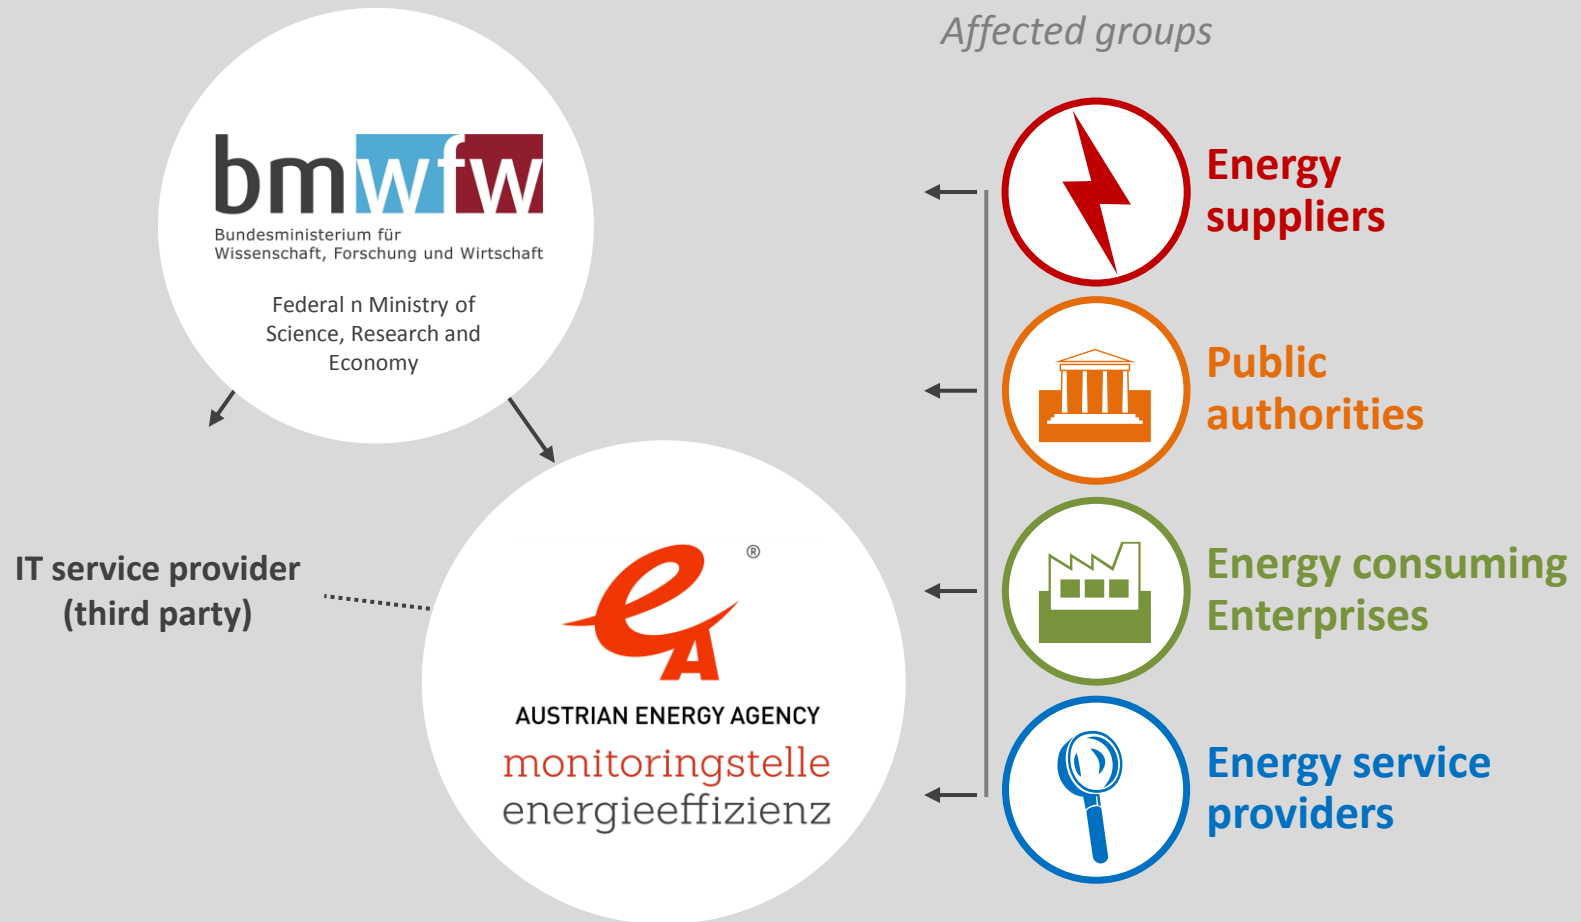 Affected groups
bmwfw
Bundesministerium für
Wissenschaft, Forschung und Wirtschaft
Federal n Ministry of
Science, Research and
Economy
IT service provider
(third party)
eA ®
AUSTRIAN ENERGY AGENCY
monitoringstelle
energieeffizienz
Energy
suppliers
Public
authorities
Energy consuming
Enterprises
Energy service
providers